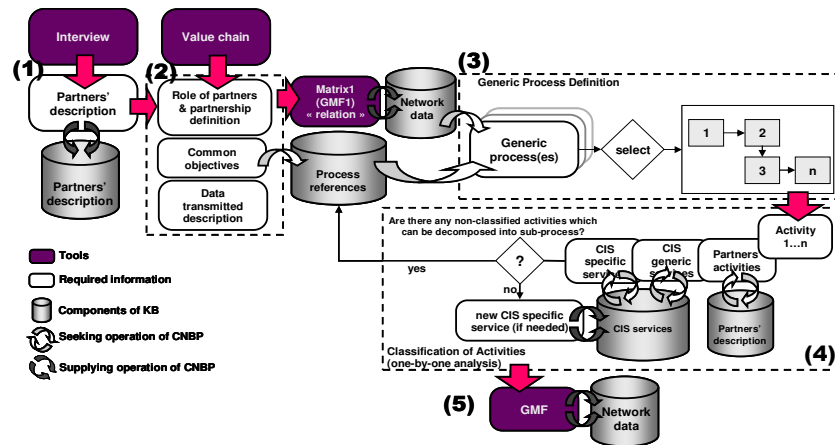 Interview
Value chain
(1)
(2)
(3)
Partners'
description
Partners'
description
Role of partners
& partnership
definition
Common
objectives
Data
transmitted
description
Matrix1
(GMF1)
« relation »
Network
data
Process
references
Generic Process Definition
Generic
process(es)
select
1
2
3
n
Activity
1...n
Are there any non-classified activities which
can be decomposed into sub-process?
?
yes
no
CIS
specific
CIS
generic
services
Partners
activities
new CIS specific
service (if needed)
CIS services
Partners'
description
Classification of Activities
(one-by-one analysis)
(4)
Tools
Required information
Components of KB
Seeking operation of CNBP
Supplying operation of CNBP
(5)
GMF
Network
data